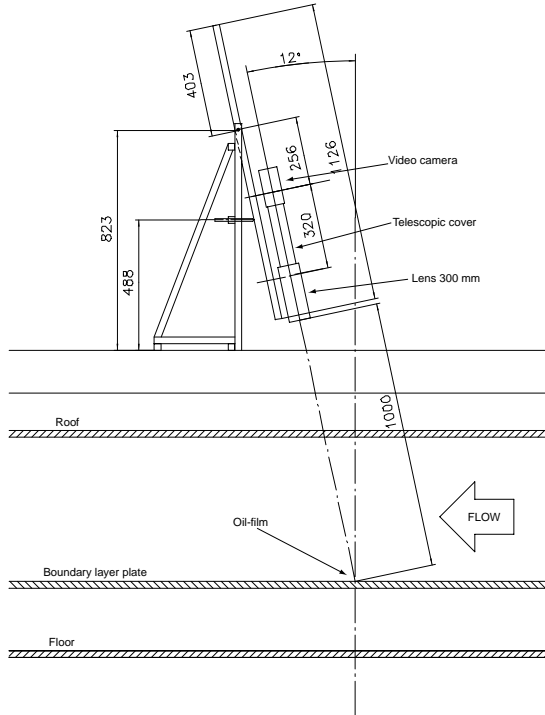 12°
403
256
1126
Video camera
Telescopic cover
320
823
488
Lens 300 mm
1000
Roof
FLOW
Oil-film
Boundary layer plate
Floor